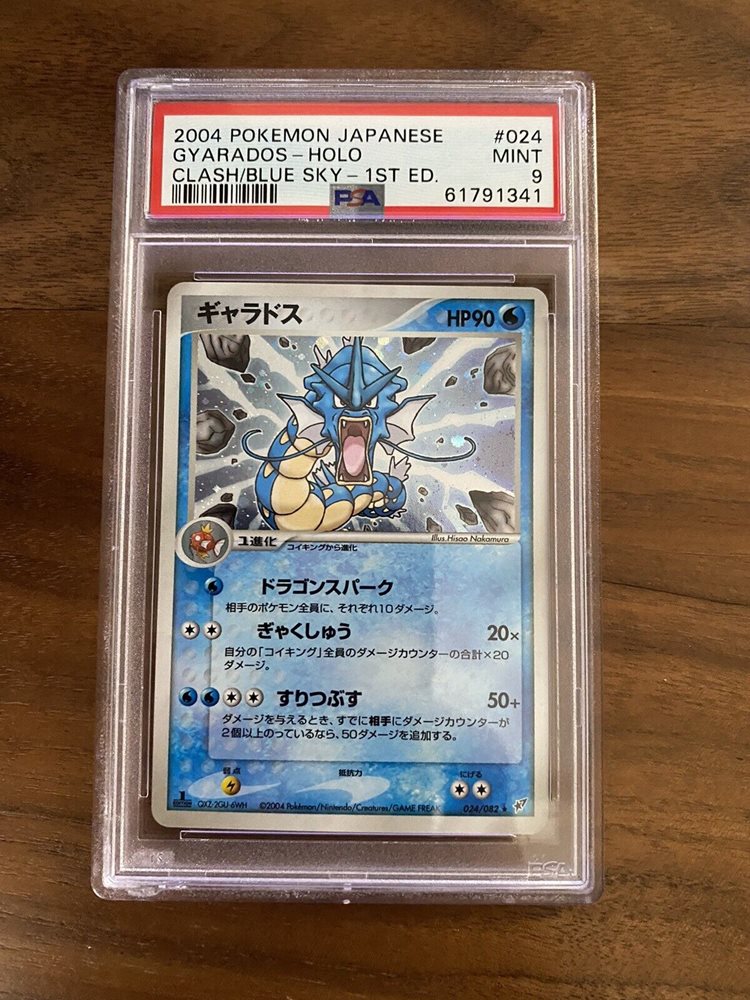 2004 POKEMON JAPANESE #024
GYARADOS - HOLO MINT
CLASH/BLUE SKY - 1ST ED. 9
PSA 61791341
ギャラドス HP90
1進化 コイキングから進化 Illus. Hisao Nakamura
ドラゴンスパーク
相手のポケモン全員に、それぞれ10ダメージ。
ぎゃくしゅう 20×
自分の「コイキング」全員のダメージカウンターの合計×20
ダメージ。
すりつぶす 50+
ダメージを与えるとき、すでに相手にダメージカウンターが
2個以上のっているなら、50ダメージを追加する。
弱点 抵抗力 にげる
1 EDITION QXZ-2GU-6WH ©2004 Pokémon/Nintendo/Creatures/GAME FREAK 024/082
PSA